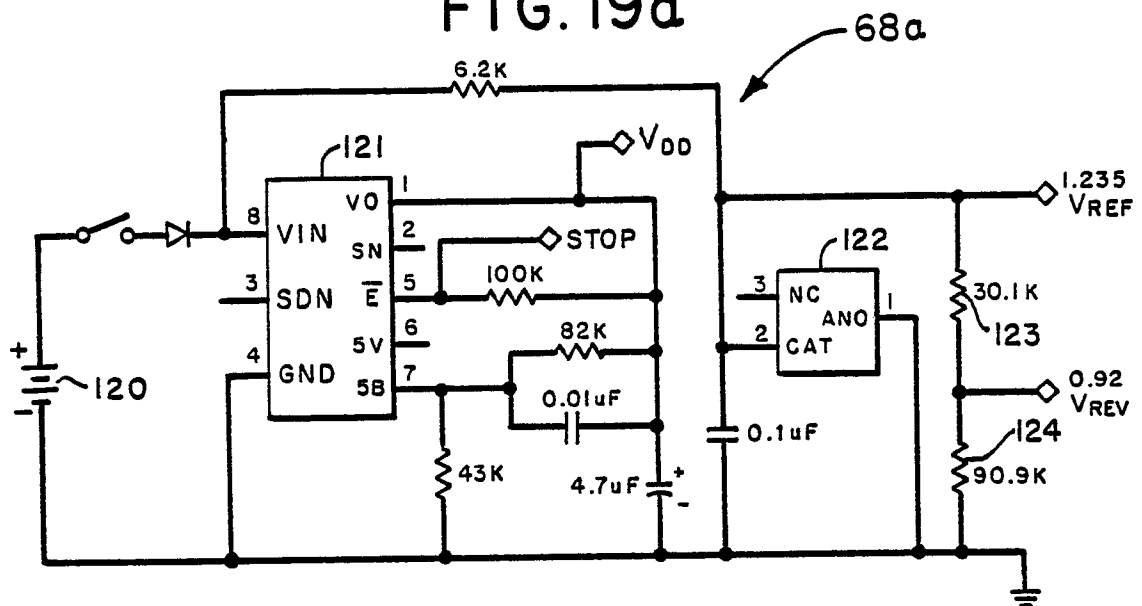 FIG. 19a
68a
6.2K
121
VDD
1
VO
8
VIN
2
SN
STOP
1.235
VREF
122
100K
3
SDN
5
E̅
3
NC
ANO
1
30.1K
123
6
5V
82K
2
CAT
4
GND
7
5B
0.01uF
+
120
-
0.92
VREV
124
0.1uF
43K
4.7uF
+
-
90.9K